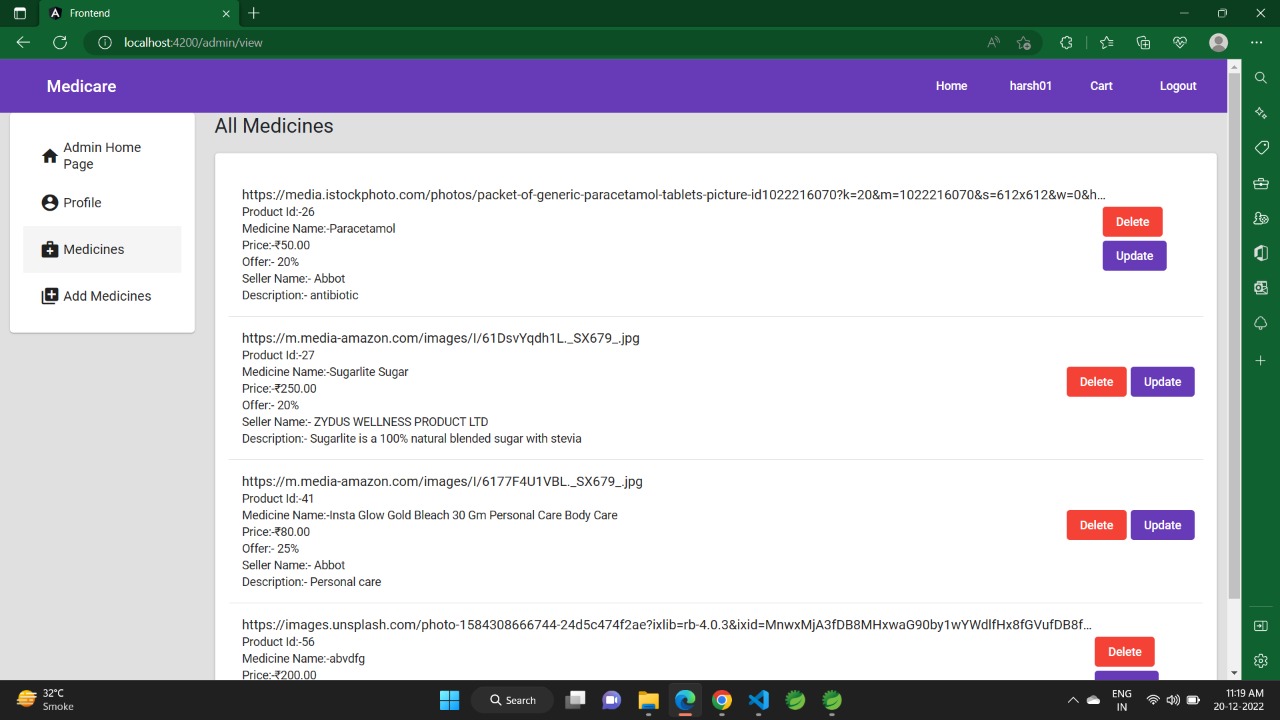 Frontend
localhost:4200/admin/view
Medicare
Home
harsh01
Cart
Logout
Admin Home
Page
Profile
Medicines
Add Medicines
All Medicines
https://media.istockphoto.com/photos/packet-of-generic-paracetamol-tablets-picture-id1022216070?k=20&m=1022216070&s=612x612&w=0&h...
Product Id:-26
Medicine Name:-Paracetamol
Price:-₹50.00
Offer:- 20%
Seller Name:- Abbot
Description:- antibiotic
Delete
Update
https://m.media-amazon.com/images/I/61DsvYqdh1L._SX679_.jpg
Product Id:-27
Medicine Name:-Sugarlite Sugar
Price:-₹250.00
Offer:- 20%
Seller Name:- ZYDUS WELLNESS PRODUCT LTD
Description:- Sugarlite is a 100% natural blended sugar with stevia
Delete
Update
https://m.media-amazon.com/images/I/6177F4U1VBL._SX679_.jpg
Product Id:-41
Medicine Name:-Insta Glow Gold Bleach 30 Gm Personal Care Body Care
Price:-₹80.00
Offer:- 25%
Seller Name:- Abbot
Description:- Personal care
Delete
Update
https://images.unsplash.com/photo-1584308666744-24d5c474f2ae?ixlib=rb-4.0.3&ixid=MnwxMjA3fDB8MHxwaG90by1wYWdlfHx8fGVufDB8f...
Product Id:-56
Medicine Name:-abvdfg
Price:-₹200.00
Delete
32°C
Smoke
Search
ENG
IN
11:19 AM
20-12-2022